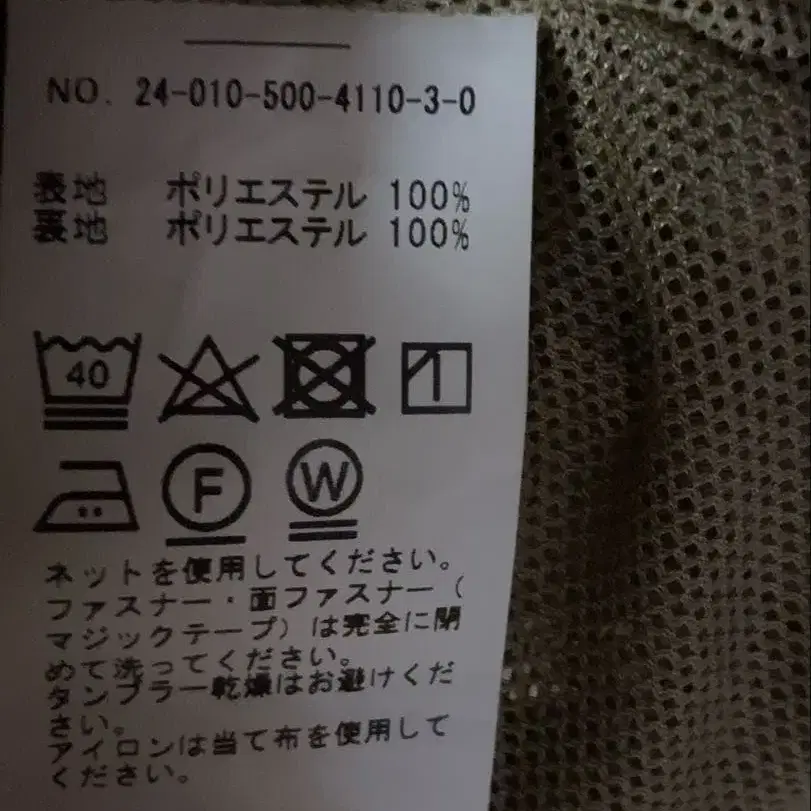 NO. 24-010-500-4110-3-0
表地 ポリエステル 100%
裏地 ポリエステル 100%
40
F W
ネットを使用してください。
ファスナー・面ファスナー(
マジックテープ)は完全に閉
めて洗ってください。
タンブラー乾燥はお避けくだ
さい。
アイロンは当て布を使用して
ください。